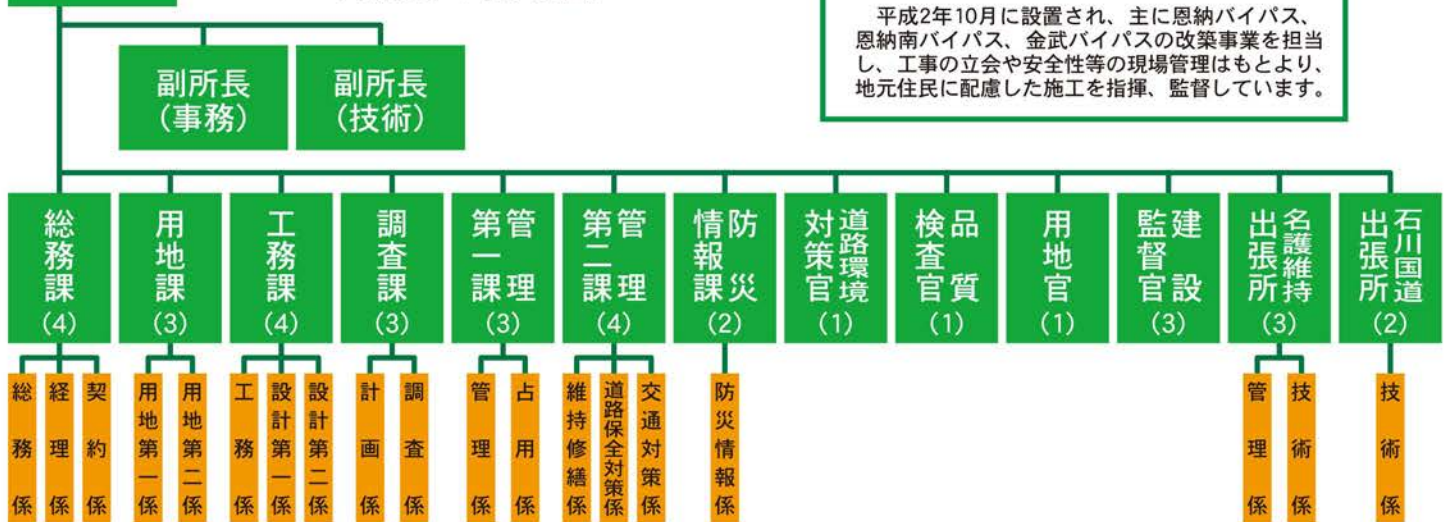 平成2年10月に設置され、主に恩納バイパス、
恩納南バイパス、金武バイパスの改築事業を担当
し、工事の立会や安全性等の現場管理はもとより、
地元住民に配慮した施工を指揮、監督しています。
副所長
(事務)
副所長
(技術)
総務課
(4)
用地課
(3)
工務課
(4)
調査課
(3)
管理
第一課
(3)
管理
第二課
(4)
防災
情報課
(2)
道路環境
対策官
(1)
品質
検査官
(1)
用地官
(1)
建設
監督官
(3)
名護維持
出張所
(3)
石川国道
出張所
(2)
総務係
経理係
契約係
用地第一係
用地第二係
工務係
設計第一係
設計第二係
計画係
調査係
管理係
占用係
維持修繕係
道路保全対策係
交通対策係
防災情報係
管理係
技術係
技術係